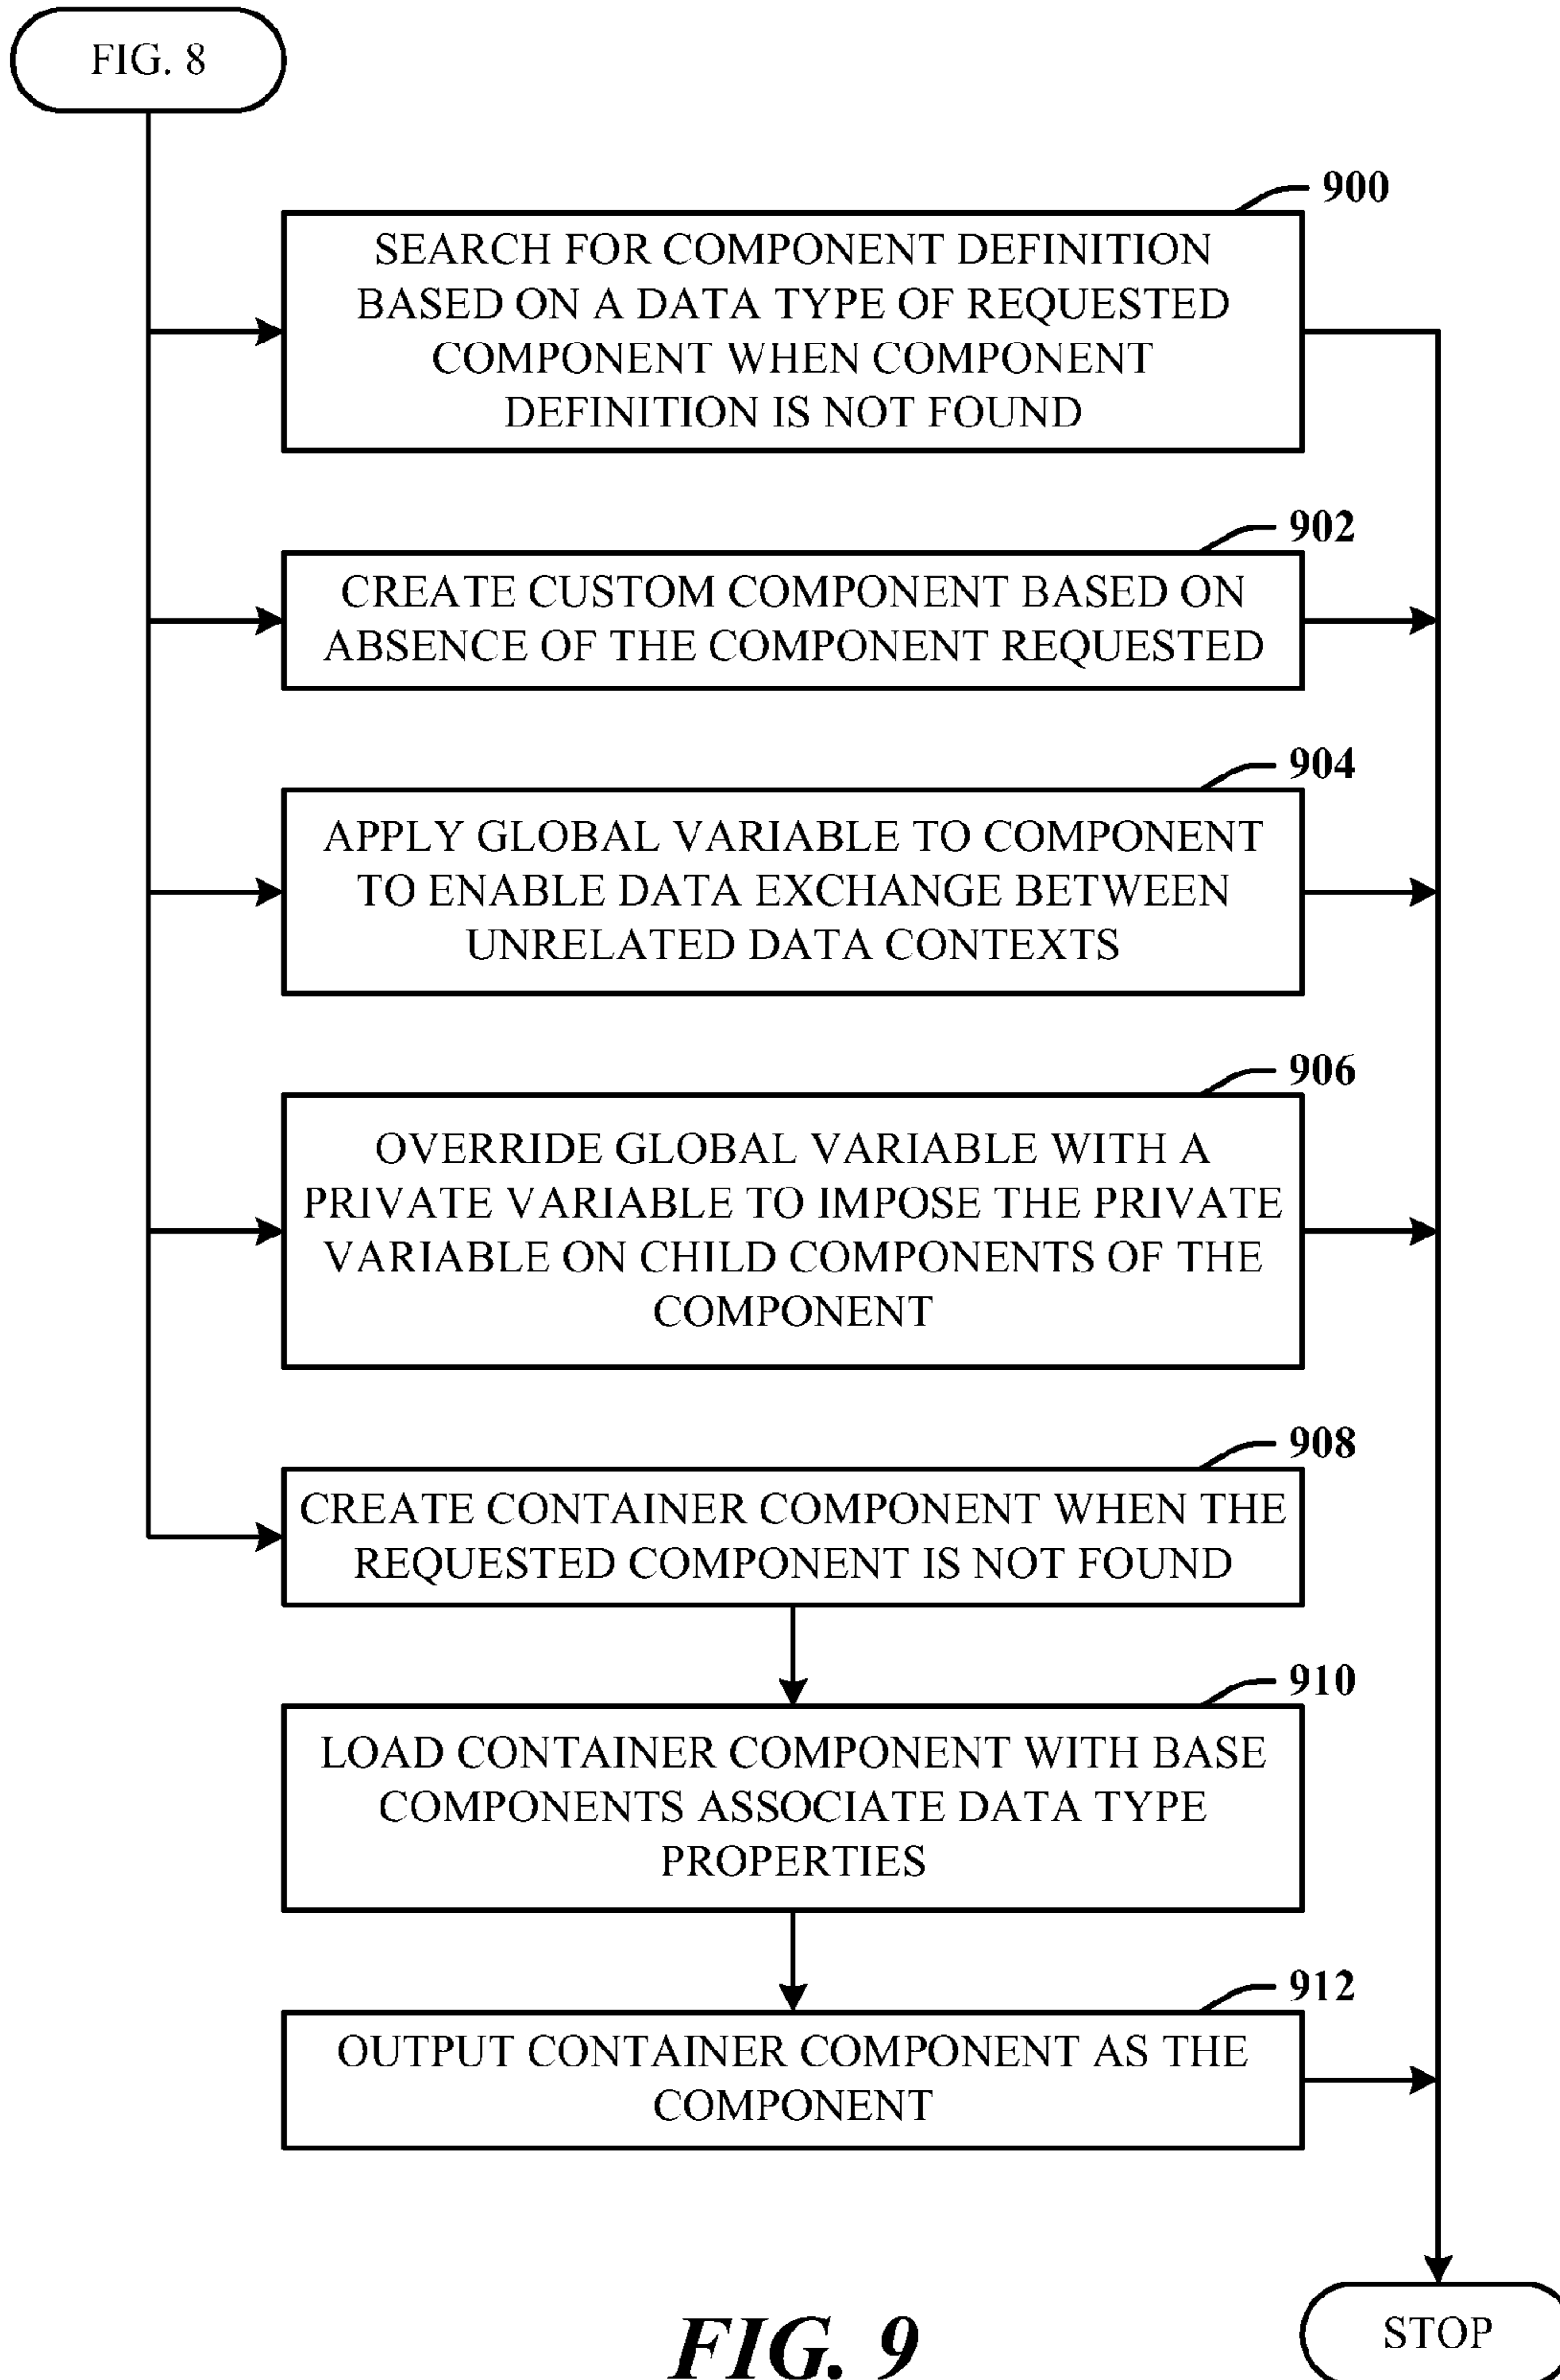 FIG. 8
900
SEARCH FOR COMPONENT DEFINITION
BASED ON A DATA TYPE OF REQUESTED
COMPONENT WHEN COMPONENT
DEFINITION IS NOT FOUND
902
CREATE CUSTOM COMPONENT BASED ON
ABSENCE OF THE COMPONENT REQUESTED
904
APPLY GLOBAL VARIABLE TO COMPONENT
TO ENABLE DATA EXCHANGE BETWEEN
UNRELATED DATA CONTEXTS
906
OVERRIDE GLOBAL VARIABLE WITH A
PRIVATE VARIABLE TO IMPOSE THE PRIVATE
VARIABLE ON CHILD COMPONENTS OF THE
COMPONENT
908
CREATE CONTAINER COMPONENT WHEN THE
REQUESTED COMPONENT IS NOT FOUND
910
LOAD CONTAINER COMPONENT WITH BASE
COMPONENTS ASSOCIATE DATA TYPE
PROPERTIES
912
OUTPUT CONTAINER COMPONENT AS THE
COMPONENT
STOP
FIG. 9